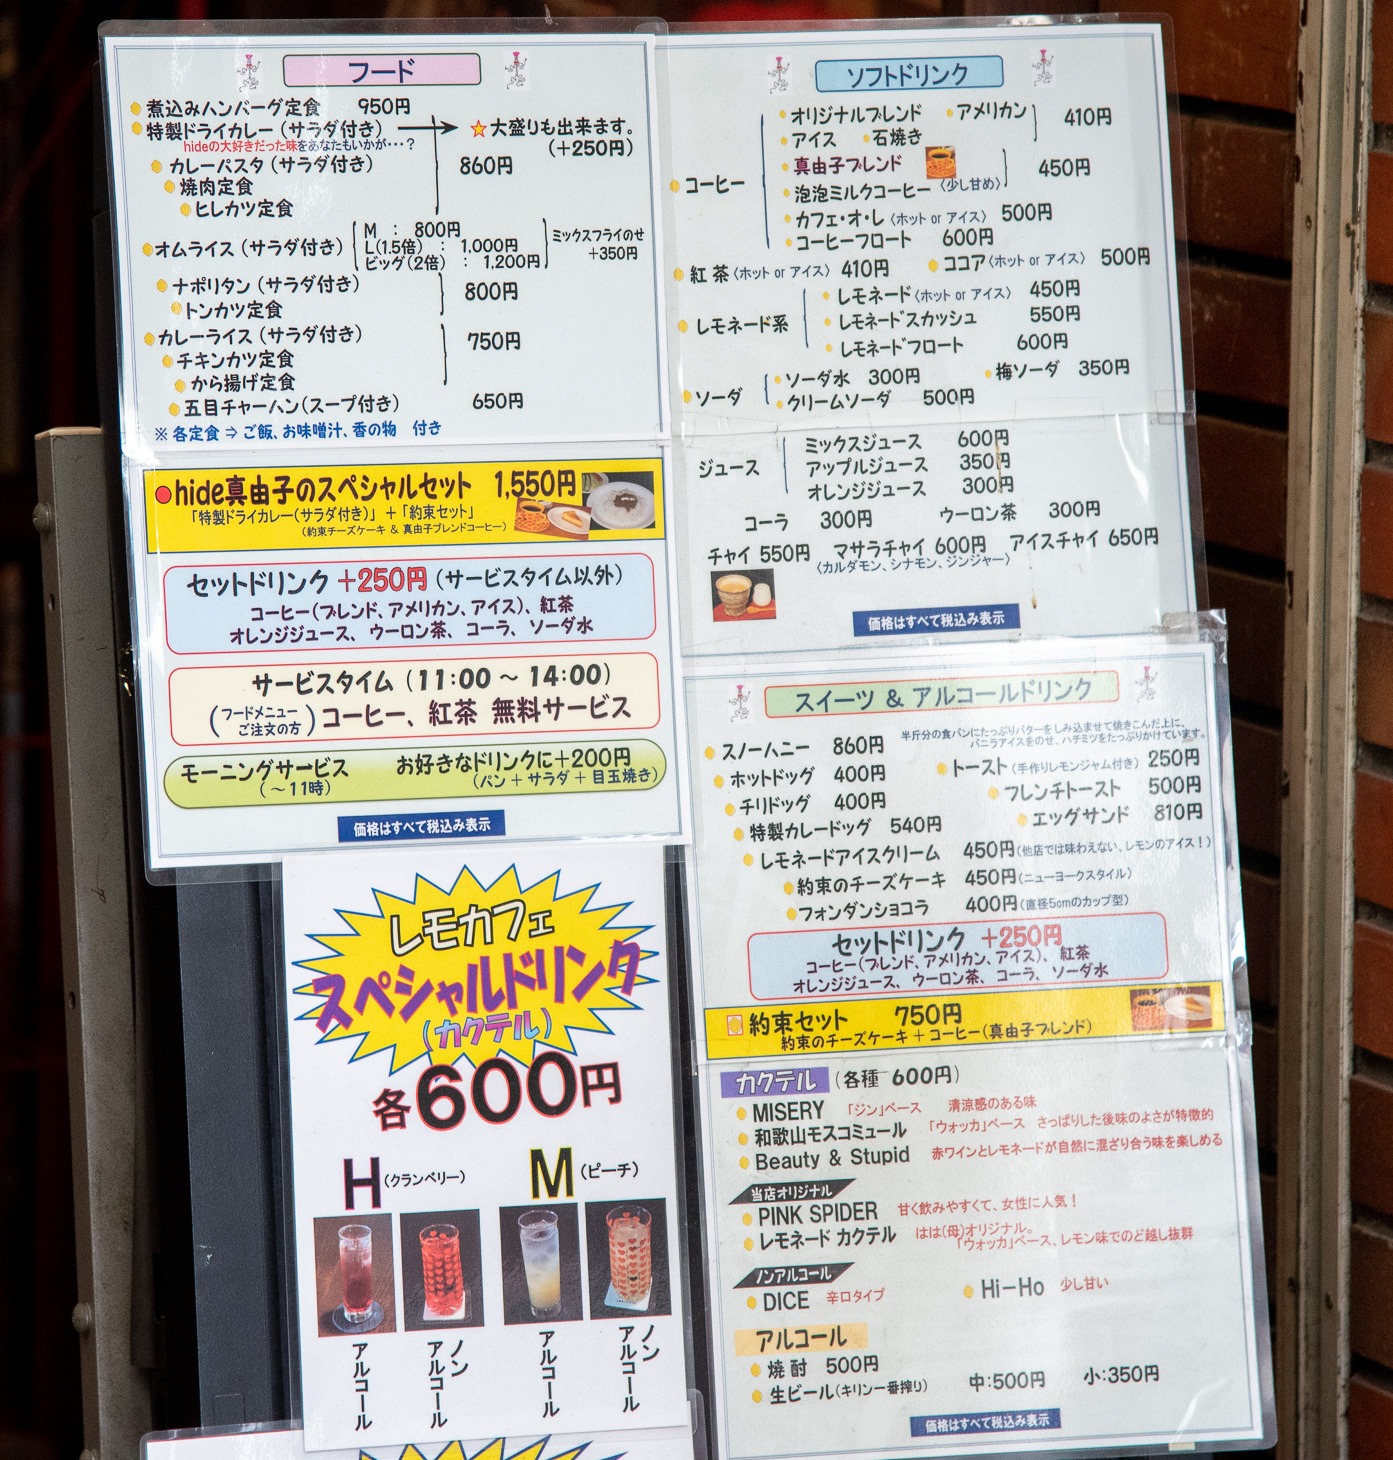 フード
煮込みハンバーグ定食 950円
特製ドライカレー(サラダ付き) ☆大盛りも出来ます。
hideの大好きだった味をあなたもいかが・・・? (+250円)
カレーパスタ(サラダ付き) 860円
焼肉定食
ヒレカツ定食
オムライス(サラダ付き)
M : 800円
L(1.5倍) : 1,000円
ビッグ(2倍) : 1,200円
ミックスフライのせ
+350円
ナポリタン(サラダ付き) 800円
トンカツ定食
カレーライス(サラダ付き) 750円
チキンカツ定食
から揚げ定食
五目チャーハン(スープ付き) 650円
※各定食⇒ご飯、お味噌汁、香の物 付き
hide真由子のスペシャルセット 1,550円
「特製ドライカレー(サラダ付き)」+「約束セット」
(約束チーズケーキ & 真由子ブレンドコーヒー)
セットドリンク +250円 (サービスタイム以外)
コーヒー(ブレンド、アメリカン、アイス)、紅茶
オレンジジュース、ウーロン茶、コーラ、ソーダ水
サービスタイム (11:00 ~ 14:00)
(フードメニューご注文の方) コーヒー、紅茶 無料サービス
モーニングサービス お好きなドリンクに+200円
(~11時) (パン+サラダ+目玉焼き)
価格はすべて税込み表示
ソフトドリンク
コーヒー
オリジナルブレンド アメリカン 410円
アイス 石焼き
真由子ブレンド 450円
泡泡ミルクコーヒー〈少し甘め〉
カフェ・オ・レ〈ホット or アイス〉 500円
コーヒーフロート 600円
紅茶〈ホット or アイス〉 410円 ココア〈ホット or アイス〉 500円
レモネード系
レモネード〈ホット or アイス〉 450円
レモネードスカッシュ 550円
レモネードフロート 600円
ソーダ
ソーダ水 300円 梅ソーダ 350円
クリームソーダ 500円
ジュース
ミックスジュース 600円
アップルジュース 350円
オレンジジュース 300円
コーラ 300円 ウーロン茶 300円
チャイ 550円 マサラチャイ 600円 アイスチャイ 650円
〈カルダモン、シナモン、ジンジャー〉
価格はすべて税込み表示
スイーツ & アルコールドリンク
スノーハニー 860円 半斤分の食パンにたっぷりバターをしみ込ませて焼きこんだ上に、
バニラアイスをのせ、ハチミツをたっぷりかけています。
ホットドッグ 400円 トースト(手作りレモンジャム付き) 250円
チリドッグ 400円 フレンチトースト 500円
特製カレードッグ 540円 エッグサンド 810円
レモネードアイスクリーム 450円(他店では味わえない、レモンのアイス!)
約束のチーズケーキ 450円(ニューヨークスタイル)
フォンダンショコラ 400円(直径5cmのカップ型)
セットドリンク +250円
コーヒー(ブレンド、アメリカン、アイス)、紅茶
オレンジジュース、ウーロン茶、コーラ、ソーダ水
約束セット 750円
約束のチーズケーキ+コーヒー(真由子ブレンド)
カクテル (各種 600円)
MISERY 「ジン」ベース 清涼感のある味
和歌山モスコミュール 「ウォッカ」ベース さっぱりした後味のよさが特徴的
Beauty & Stupid 赤ワインとレモネードが自然に混ざり合う味を楽しめる
当店オリジナル
PINK SPIDER 甘く飲みやすくて、女性に人気!
レモネード カクテル はは(母)オリジナル。
「ウォッカ」ベース、レモン味でのど越し抜群
ノンアルコール
DICE 辛口タイプ Hi-Ho 少し甘い
アルコール
焼酎 500円
生ビール(キリン一番搾り) 中:500円 小:350円
価格はすべて税込み表示
レモカフェ
スペシャルドリンク
(カクテル)
各600円
H(クランベリー) M(ピーチ)
アルコール
ノンアルコール
アルコール
ノンアルコール